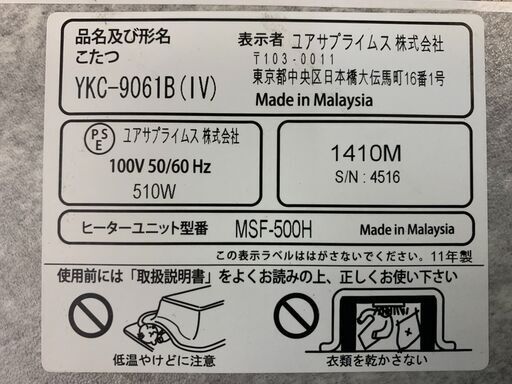 品名及び形名
こたつ
YKC-9061B(IV)
表示者 ユアサプライムス 株式会社
〒103-0011
東京都中央区日本橋大伝馬町16番1号
Made in Malaysia
PSE
ユアサプライムス 株式会社
100V 50/60 Hz
510W
1410M
S/N : 4516
ヒーターユニット型番 MSF-500H Made in Malaysia
この表示ラベルははがさないでください。 11年製
使用前には「取扱説明書」をよくお読みの上、正しくお使い下さい
低温やけどに注意
衣類を乾かさない